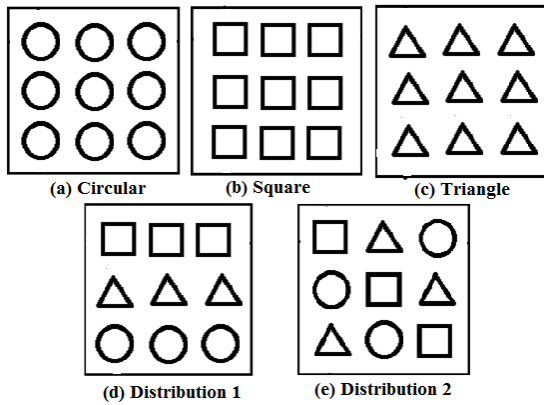 (a) Circular
(b) Square
(c) Triangle
(d) Distribution 1
(e) Distribution 2